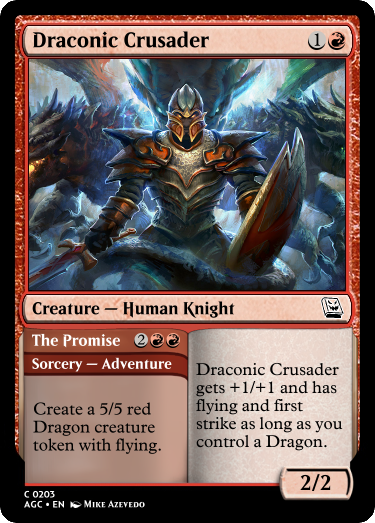 Draconic Crusader 1
Creature — Human Knight
The Promise 2
Sorcery — Adventure
Create a 5/5 red
Dragon creature
token with flying.
Draconic Crusader
gets +1/+1 and has
flying and first
strike as long as you
control a Dragon.
2/2
C 0203
AGC • EN Mike Azevedo